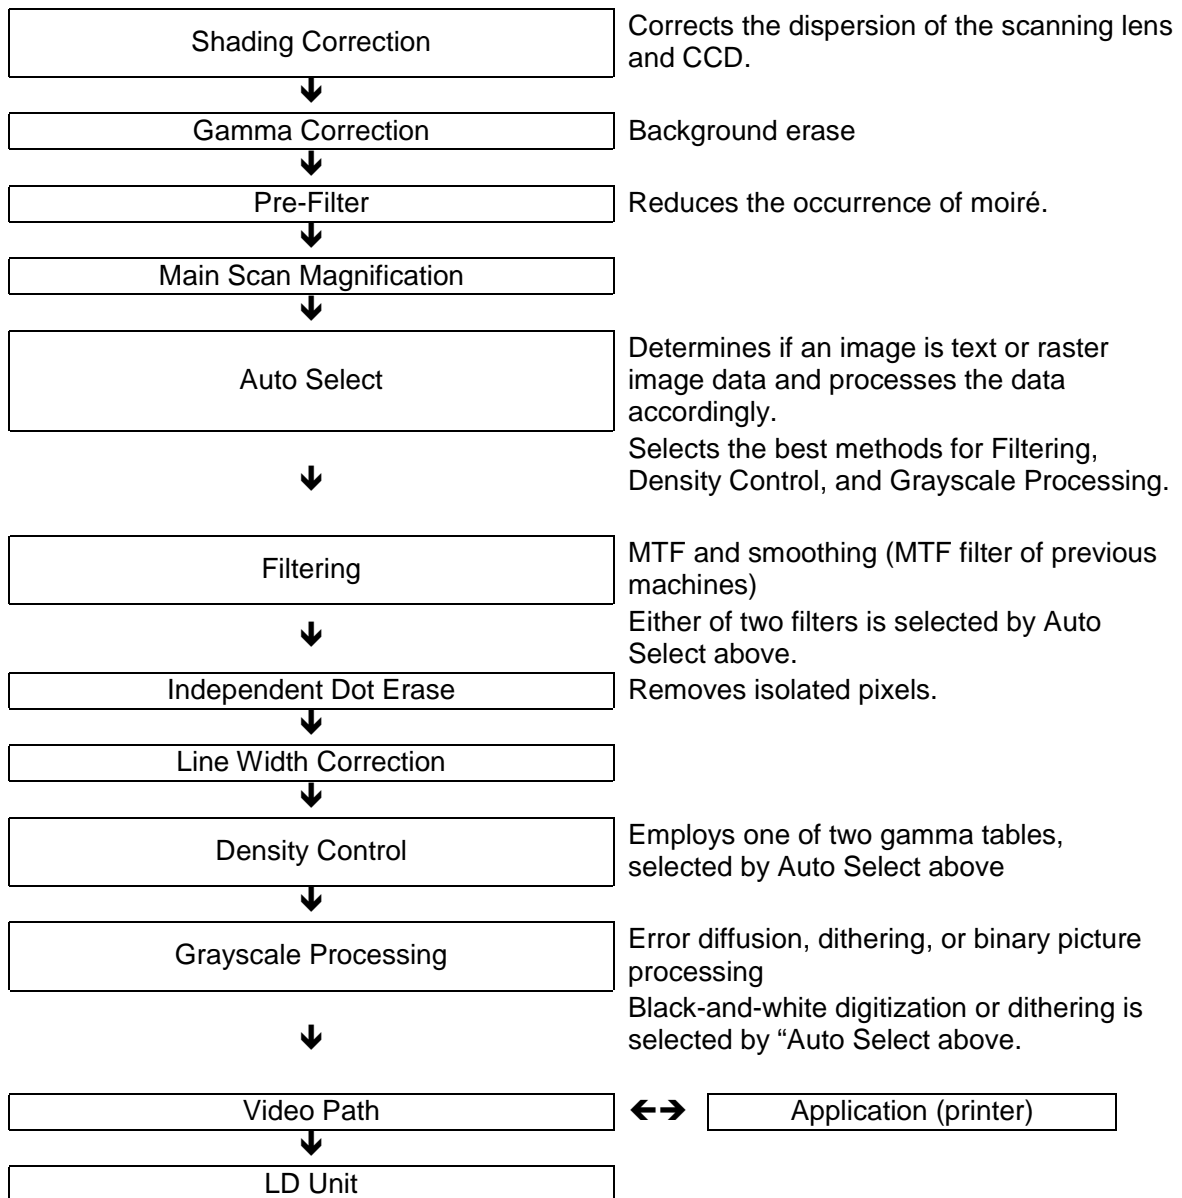 Shading Correction
Corrects the dispersion of the scanning lens
and CCD.
Gamma Correction
Background erase
Pre-Filter
Reduces the occurrence of moiré.
Main Scan Magnification
Auto Select
Determines if an image is text or raster
image data and processes the data
accordingly.
Selects the best methods for Filtering,
Density Control, and Grayscale Processing.
Filtering
MTF and smoothing (MTF filter of previous
machines)
Either of two filters is selected by Auto
Select above.
Independent Dot Erase
Removes isolated pixels.
Line Width Correction
Density Control
Employs one of two gamma tables,
selected by Auto Select above
Grayscale Processing
Error diffusion, dithering, or binary picture
processing
Black-and-white digitization or dithering is
selected by “Auto Select above.
Video Path
Application (printer)
LD Unit